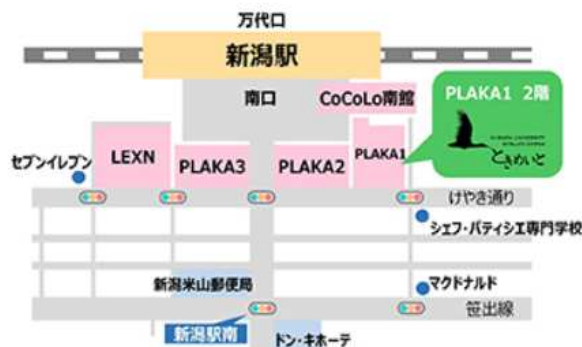 万代口
新潟駅
南口
CoCoLo南館
PLAKA1 2階
ときめいと
LEXN
PLAKA3
PLAKA2
PLAKA1
セブンイレブン
けやき通り
シェフ・パティシエ専門学校
新潟米山郵便局
マクドナルド
笹出線
新潟駅南
ドン・キホーテ